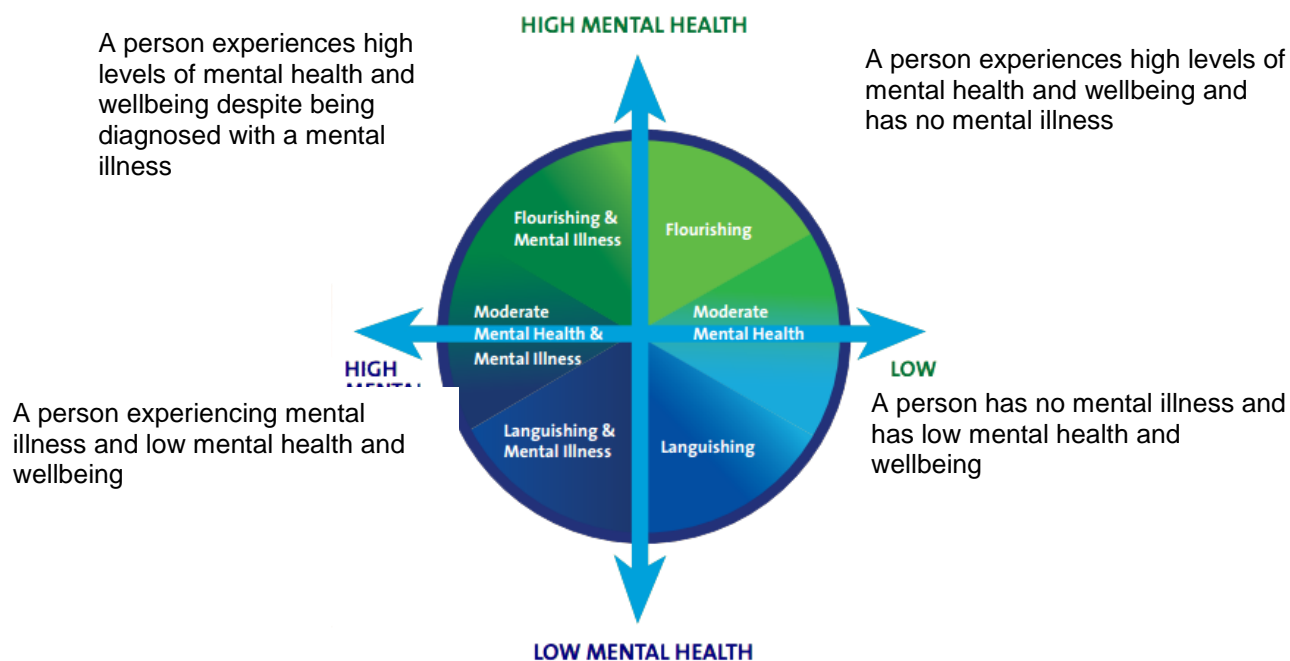 HIGH MENTAL HEALTH
A person experiences high
levels of mental health and
wellbeing despite being
diagnosed with a mental
illness
A person experiences high levels of
mental health and wellbeing and
has no mental illness
Flourishing &
Mental Illness
Flourishing
Moderate
Mental Health &
Mental Illness
Moderate
Mental Health
HIGH
LOW
A person experiencing mental
illness and low mental health and
wellbeing
A person has no mental illness and
has low mental health and
wellbeing
Languishing &
Mental Illness
Languishing
LOW MENTAL HEALTH